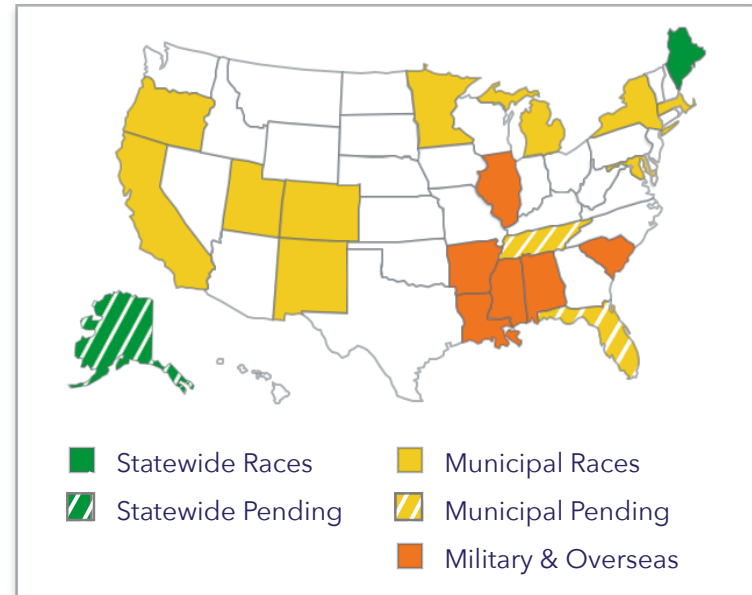 Statewide Races
Statewide Pending
Municipal Races
Municipal Pending
Military & Overseas